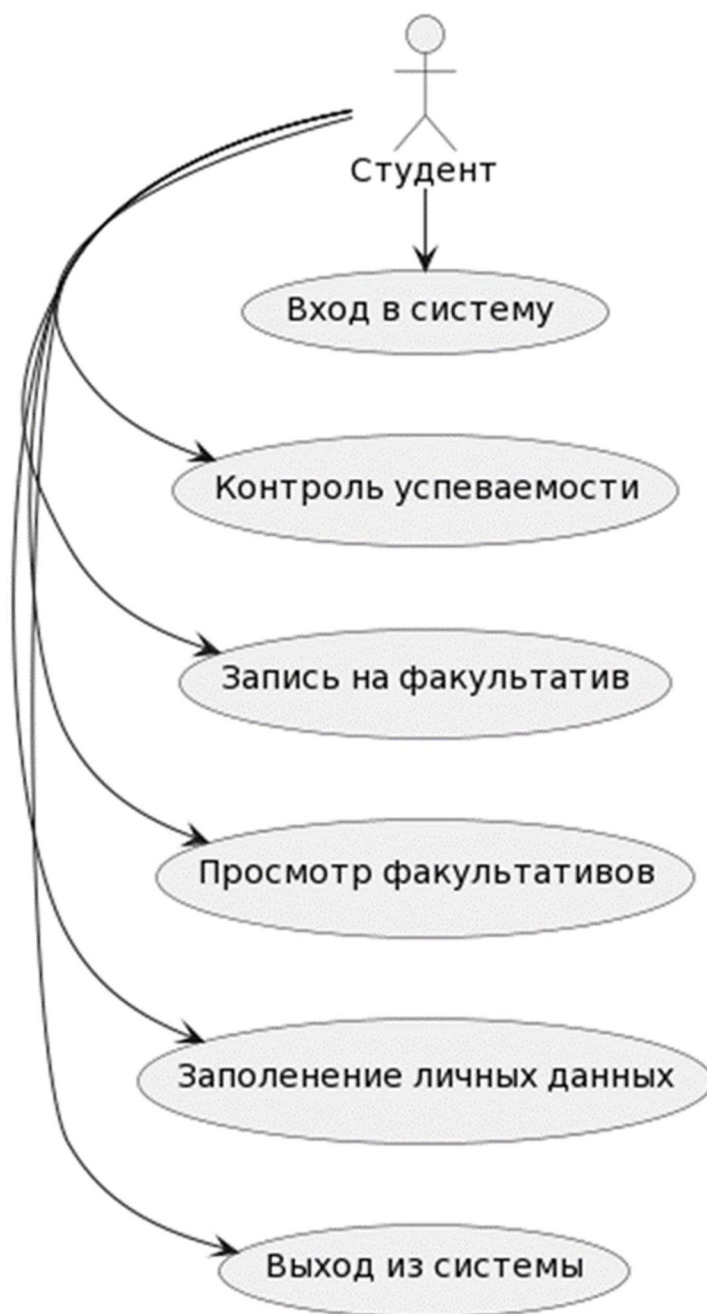 Студент
Вход в систему
Контроль успеваемости
Запись на факультатив
Просмотр факультативов
Заполенение личных данных
Выход из системы